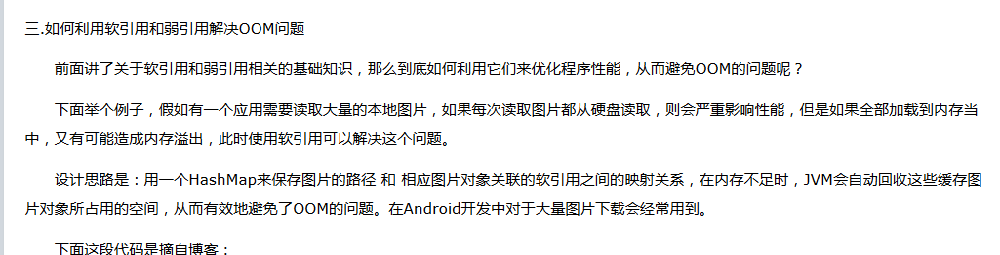 三.如何利用软引用和弱引用解决OOM问题
前面讲了关于软引用和弱引用相关的基础知识，那么到底如何利用它们来优化程序性能，从而避免OOM的问题呢？
下面举个例子，假如有一个应用需要读取大量的本地图片，如果每次读取图片都从硬盘读取，则会严重影响性能，但是如果全部加载到内存当
中，又有可能造成内存溢出，此时使用软引用可以解决这个问题。
设计思路是：用一个HashMap来保存图片的路径 和 相应图片对象关联的软引用之间的映射关系，在内存不足时，JVM会自动回收这些缓存图
片对象所占用的空间，从而有效地避免了OOM的问题。在Android开发中对于大量图片下载会经常用到。
下面这段代码是摘自博客：